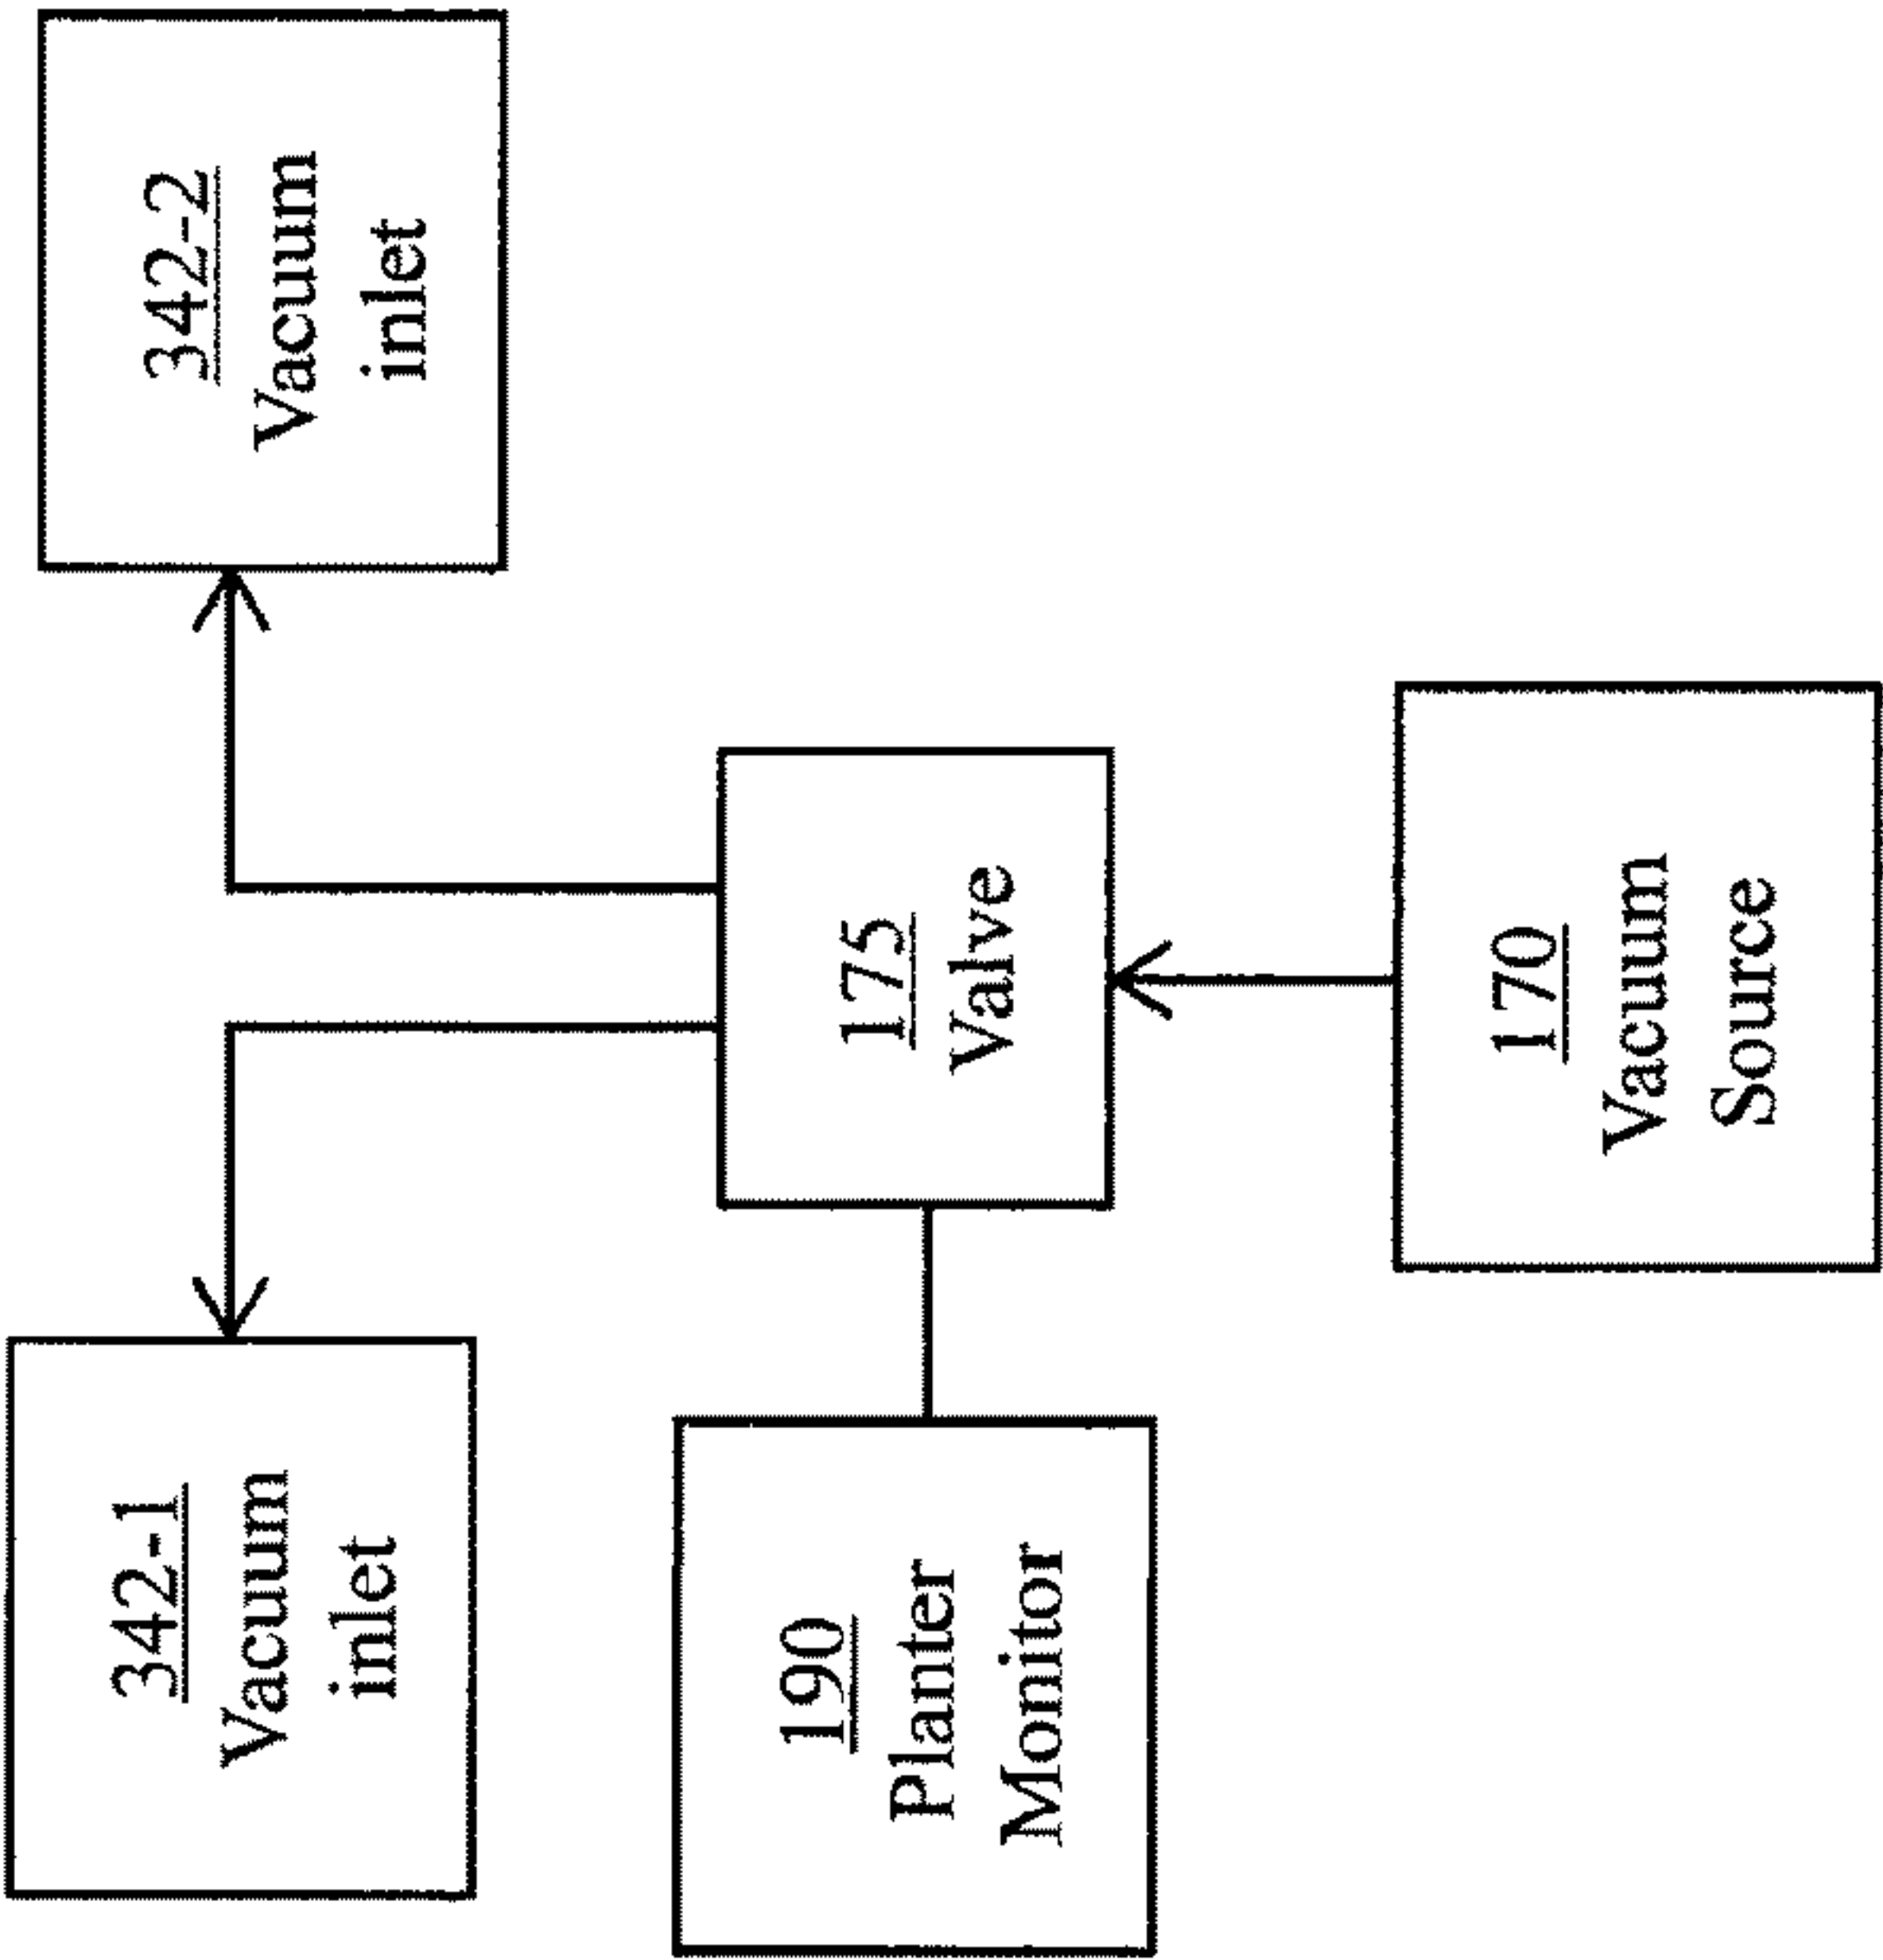 342-1
Vacuum
inlet
342-2
Vacuum
inlet
190
Planter
Monitor
175
Valve
170
Vacuum
Source